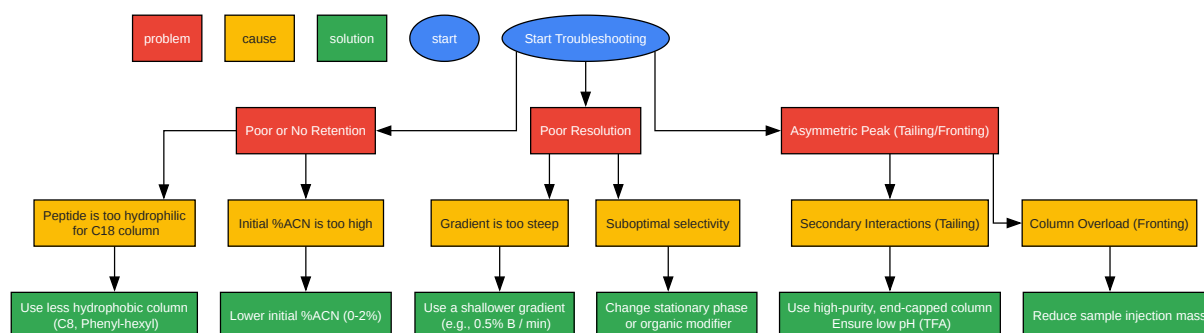 problem
cause
solution
start
Start Troubleshooting
Poor or No Retention
Poor Resolution
Asymmetric Peak (Tailing/Fronting)
Peptide is too hydrophilic
for C18 column
Initial %ACN is too high
Gradient is too steep
Suboptimal selectivity
Secondary Interactions (Tailing)
Column Overload (Fronting)
Use less hydrophobic column
(C8, Phenyl-hexyl)
Lower initial %ACN (0-2%)
Use a shallower gradient
(e.g., 0.5% B / min)
Change stationary phase
or organic modifier
Use high-purity, end-capped column
Ensure low pH (TFA)
Reduce sample injection mass